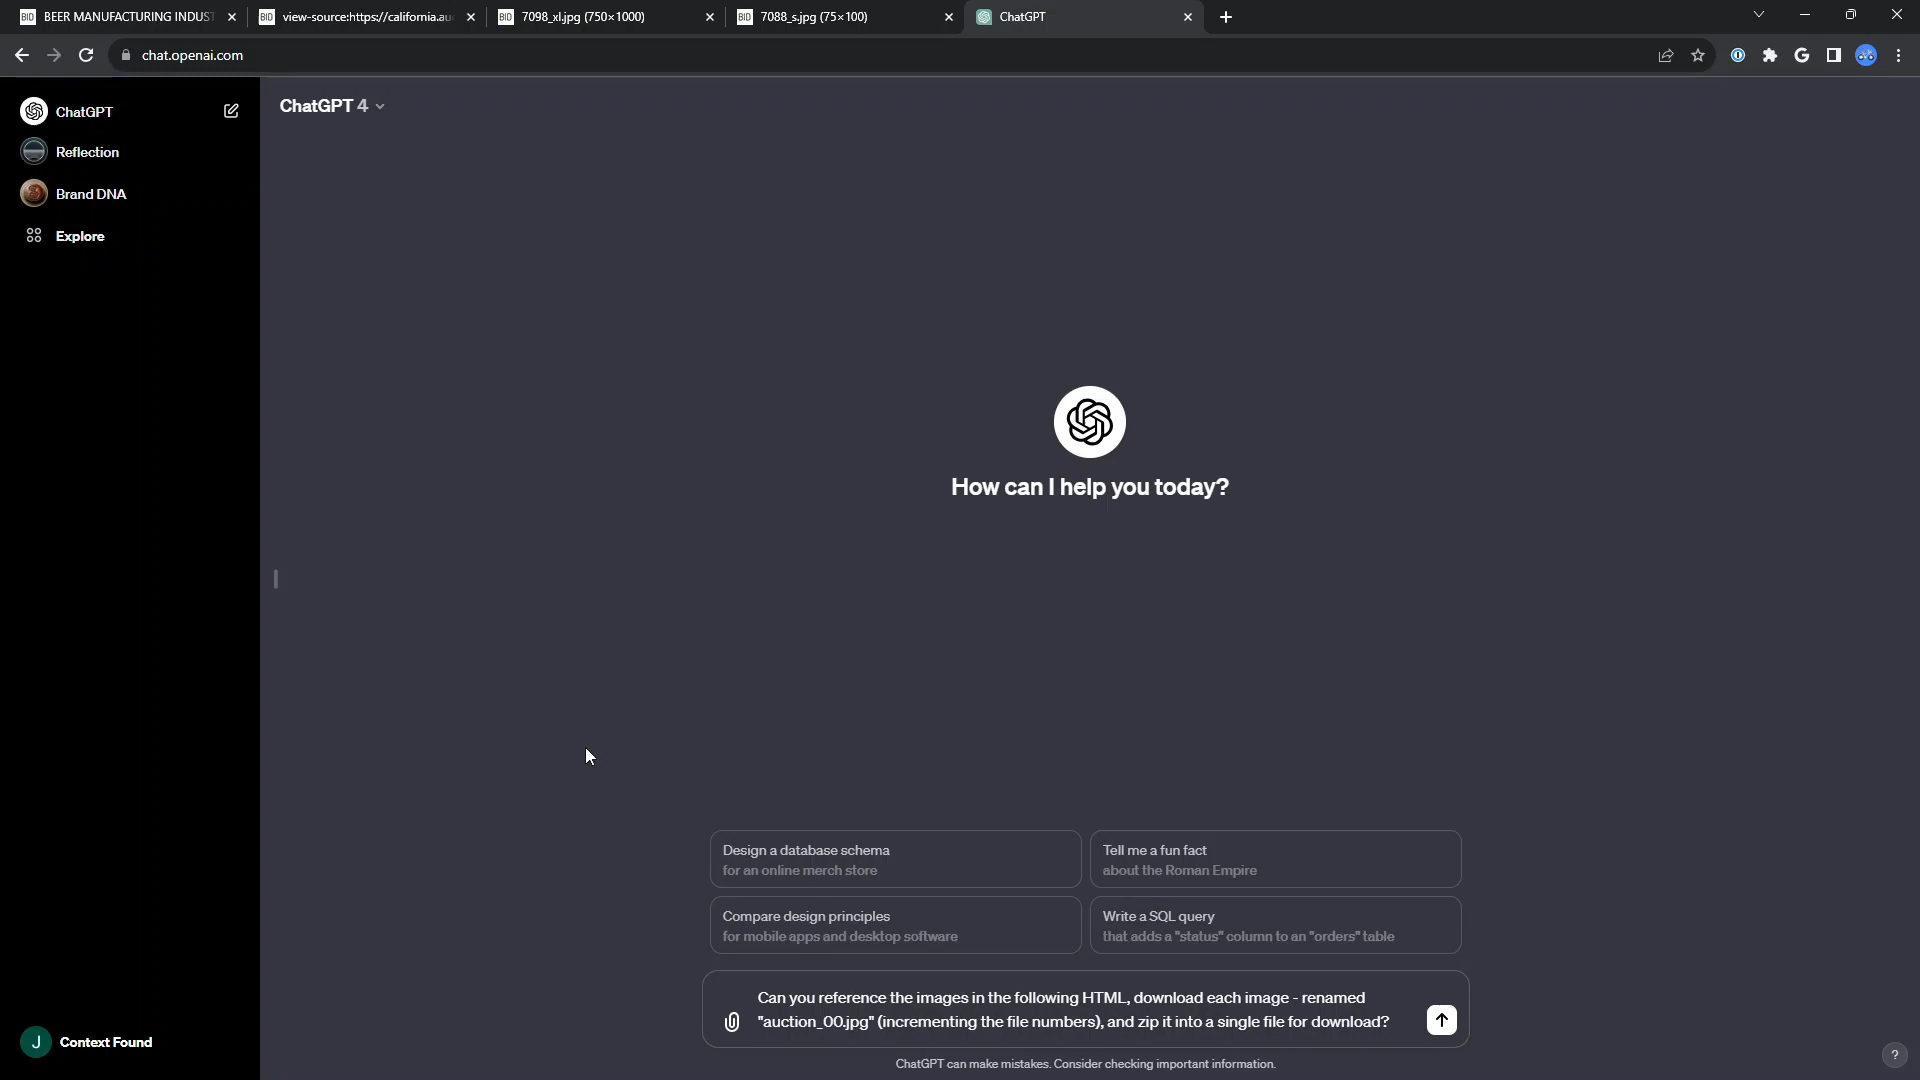 BID BEER MANUFACTURING INDUST
BID view-source:https://california.au
BID 7098_xl.jpg (750×1000)
BID 7088_s.jpg (75×100)
ChatGPT
chat.openai.com
ChatGPT
Reflection
Brand DNA
Explore
ChatGPT 4
How can I help you today?
Design a database schema
for an online merch store
Tell me a fun fact
about the Roman Empire
Compare design principles
for mobile apps and desktop software
Write a SQL query
that adds a "status" column to an "orders" table
Can you reference the images in the following HTML, download each image - renamed
"auction_00.jpg" (incrementing the file numbers), and zip it into a single file for download?
ChatGPT can make mistakes. Consider checking important information.
J Context Found
?